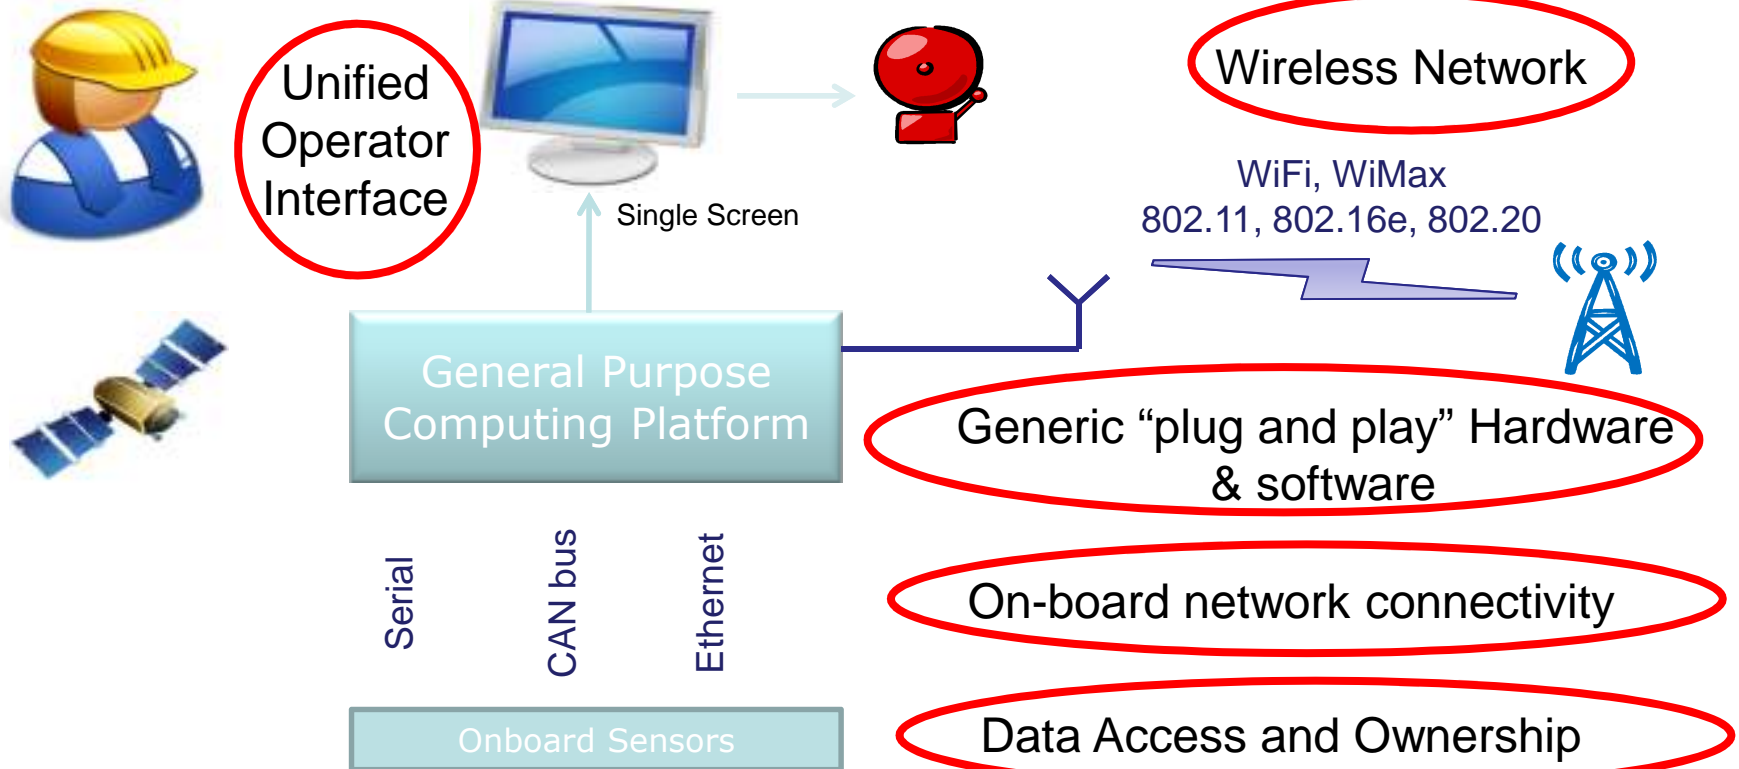 Unified
Operator
Interface
Wireless Network
WiFi, WiMax
802.11, 802.16e, 802.20
Single Screen
General Purpose
Computing Platform
Generic “plug and play” Hardware
& software
Serial
CAN bus
Ethernet
On-board network connectivity
Onboard Sensors
Data Access and Ownership